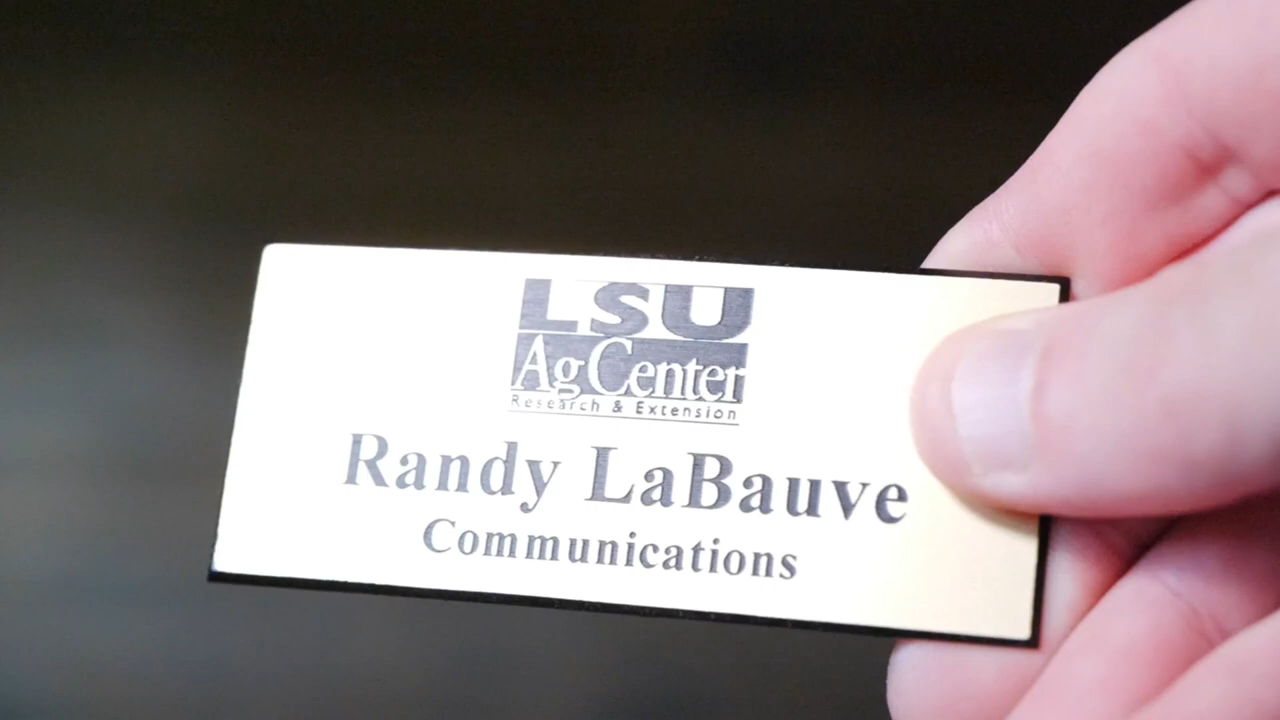 LSU
AgCenter
Research & Extension
Randy LaBauve
Communications